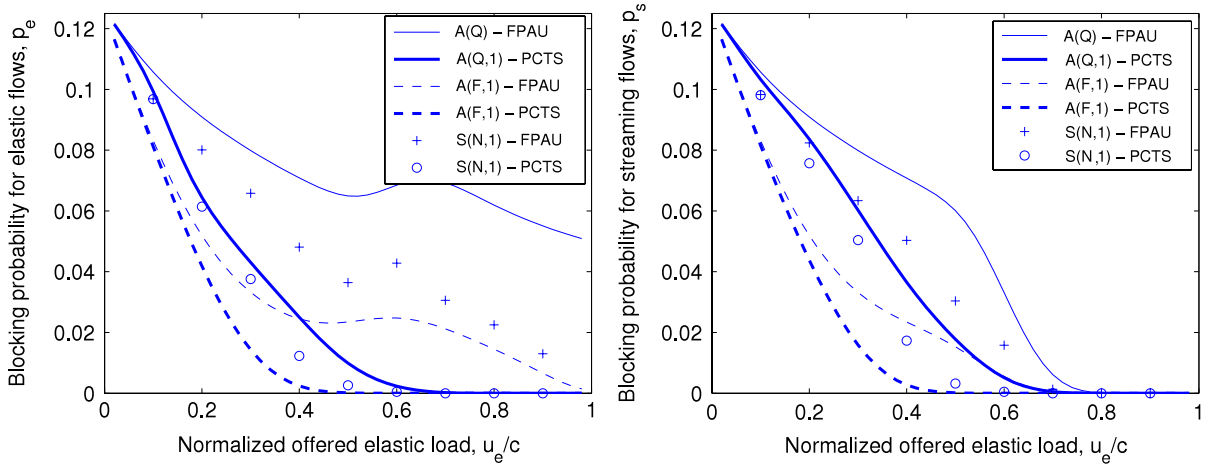 Blocking probability for elastic flows, p_e
0.12
0.1
0.08
0.06
0.04
0.02
0
0
0.2
0.4
0.6
0.8
1
Normalized offered elastic load, u_e/c
A(Q) – FPAU
A(Q,1) – PCTS
A(F,1) – FPAU
A(F,1) – PCTS
S(N,1) – FPAU
S(N,1) – PCTS
Blocking probability for streaming flows, p_s
0.12
0.1
0.08
0.06
0.04
0.02
0
0
0.2
0.4
0.6
0.8
1
Normalized offered elastic load, u_e/c
A(Q) – FPAU
A(Q,1) – PCTS
A(F,1) – FPAU
A(F,1) – PCTS
S(N,1) – FPAU
S(N,1) – PCTS